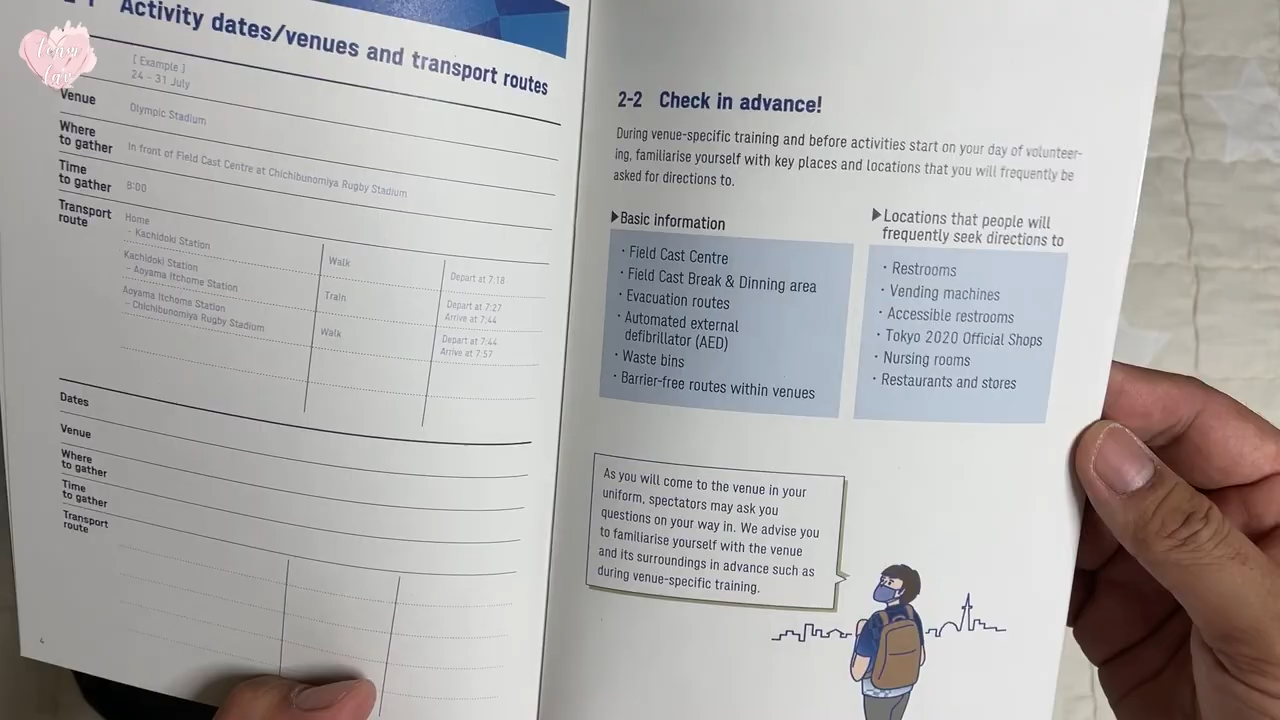 Activity dates/venues and transport routes
[ Example ]
24 - 31 July
Venue
Olympic Stadium
Where
to gather
In front of Field Cast Centre at Chichibunomiya Rugby Stadium
Time
to gather
8:00
Transport
route
Home
- Kachidoki Station
Walk
Depart at 7:18
Kachidoki Station
- Aoyama Itchome Station
Train
Depart at 7:27
Arrive at 7:44
Aoyama Itchome Station
- Chichibunomiya Rugby Stadium
Walk
Depart at 7:44
Arrive at 7:57
Dates
Venue
Where
to gather
Time
to gather
Transport
route
4
2-2 Check in advance!
During venue-specific training and before activities start on your day of volunteer-
ing, familiarise yourself with key places and locations that you will frequently be
asked for directions to.
▶Basic information
・Field Cast Centre
・Field Cast Break & Dinning area
・Evacuation routes
・Automated external
defibrillator (AED)
・Waste bins
・Barrier-free routes within venues
▶Locations that people will
frequently seek directions to
・Restrooms
・Vending machines
・Accessible restrooms
・Tokyo 2020 Official Shops
・Nursing rooms
・Restaurants and stores
As you will come to the venue in your
uniform, spectators may ask you
questions on your way in. We advise you
to familiarise yourself with the venue
and its surroundings in advance such as
during venue-specific training.